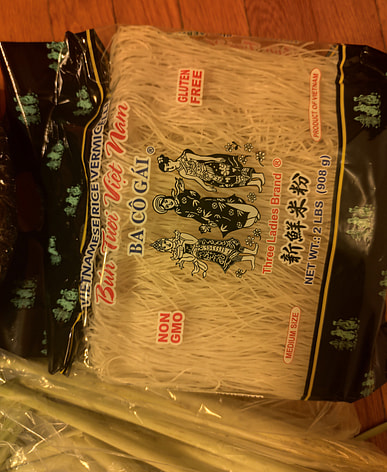 VIETNAMESE RICE VERMICELLI
Bún Tươi Việt Nam
BA CÔ GÁI ®
GLUTEN
FREE
NON
GMO
Three Ladies Brand ®
新鮮米粉
NET WT.: 2 LBS (908 g)
PRODUCT OF VIETNAM
MEDIUM SIZE